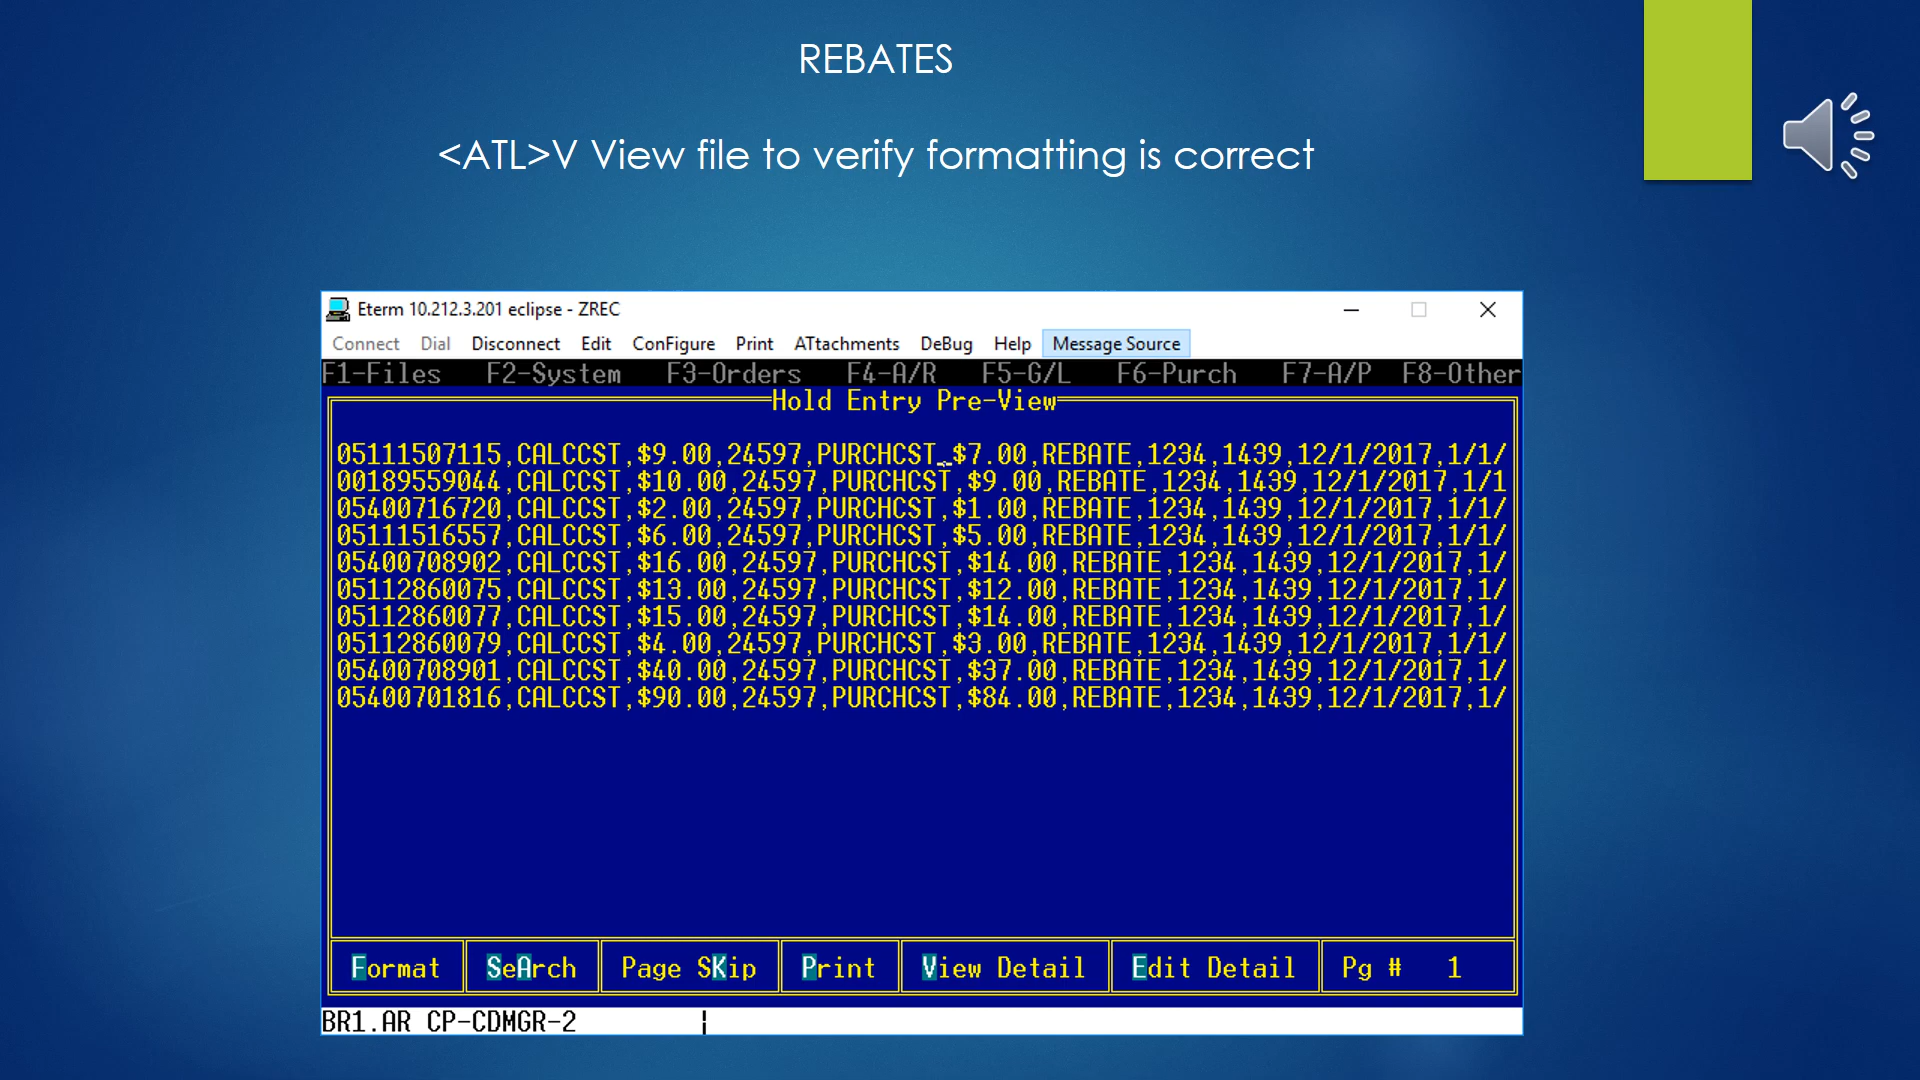 REBATES
<ATL>V View file to verify formatting is correct
Eterm 10.212.3.201 eclipse - ZREC
Connect Dial Disconnect Edit ConFigure Print ATtachments DeBug Help Message Source
F1-Files F2-System F3-Orders F4-A/R F5-G/L F6-Purch F7-A/P F8-Other
Hold Entry Pre-View
05111507115,CALCCST,$9.00,24597,PURCHCST,$7.00,REBATE,1234,1439,12/1/2017,1/1/
00189559044,CALCCST,$10.00,24597,PURCHCST,$9.00,REBATE,1234,1439,12/1/2017,1/1
05400716720,CALCCST,$2.00,24597,PURCHCST,$1.00,REBATE,1234,1439,12/1/2017,1/1/
05111516557,CALCCST,$6.00,24597,PURCHCST,$5.00,REBATE,1234,1439,12/1/2017,1/1/
05400708902,CALCCST,$16.00,24597,PURCHCST,$14.00,REBATE,1234,1439,12/1/2017,1/
05112860075,CALCCST,$13.00,24597,PURCHCST,$12.00,REBATE,1234,1439,12/1/2017,1/
05112860077,CALCCST,$15.00,24597,PURCHCST,$14.00,REBATE,1234,1439,12/1/2017,1/
05112860079,CALCCST,$4.00,24597,PURCHCST,$3.00,REBATE,1234,1439,12/1/2017,1/1/
05400708901,CALCCST,$40.00,24597,PURCHCST,$37.00,REBATE,1234,1439,12/1/2017,1/
05400701816,CALCCST,$90.00,24597,PURCHCST,$84.00,REBATE,1234,1439,12/1/2017,1/
Format SeArch Page SKip Print View Detail Edit Detail Pg # 1
BR1.AR CP-CDMGR-2